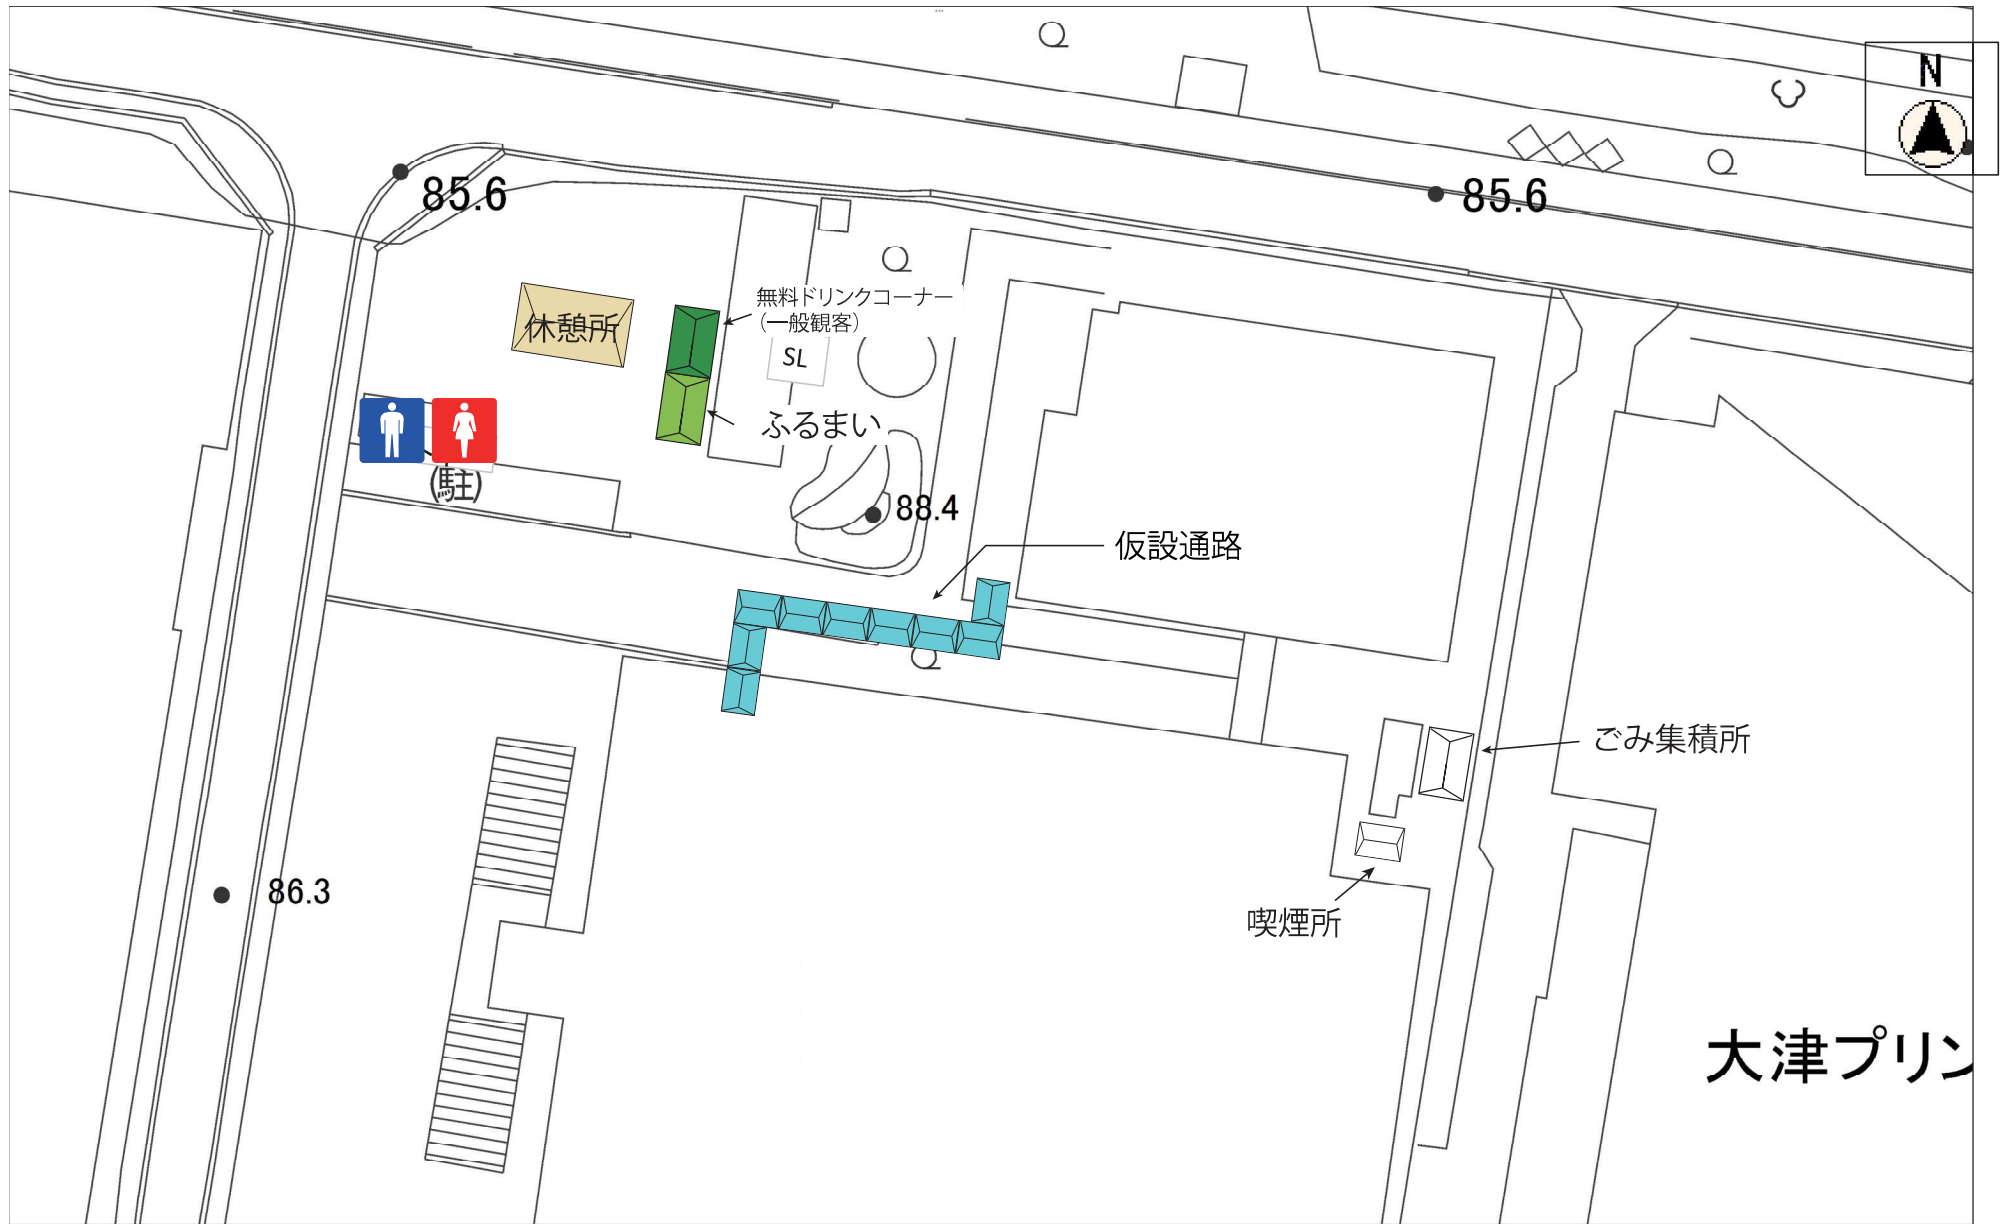 N
85.6
85.6
無料ドリンクコーナー
(一般観客)
休憩所
SL
ふるまい
(駐)
88.4
仮設通路
ごみ集積所
86.3
喫煙所
大津プリン